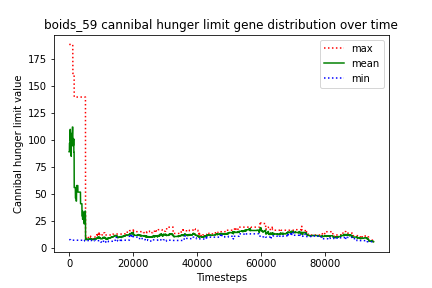 boids_59 cannibal hunger limit gene distribution over time
max
mean
min
Cannibal hunger limit value
175
150
125
100
75
50
25
0
0 20000 40000 60000 80000
Timesteps